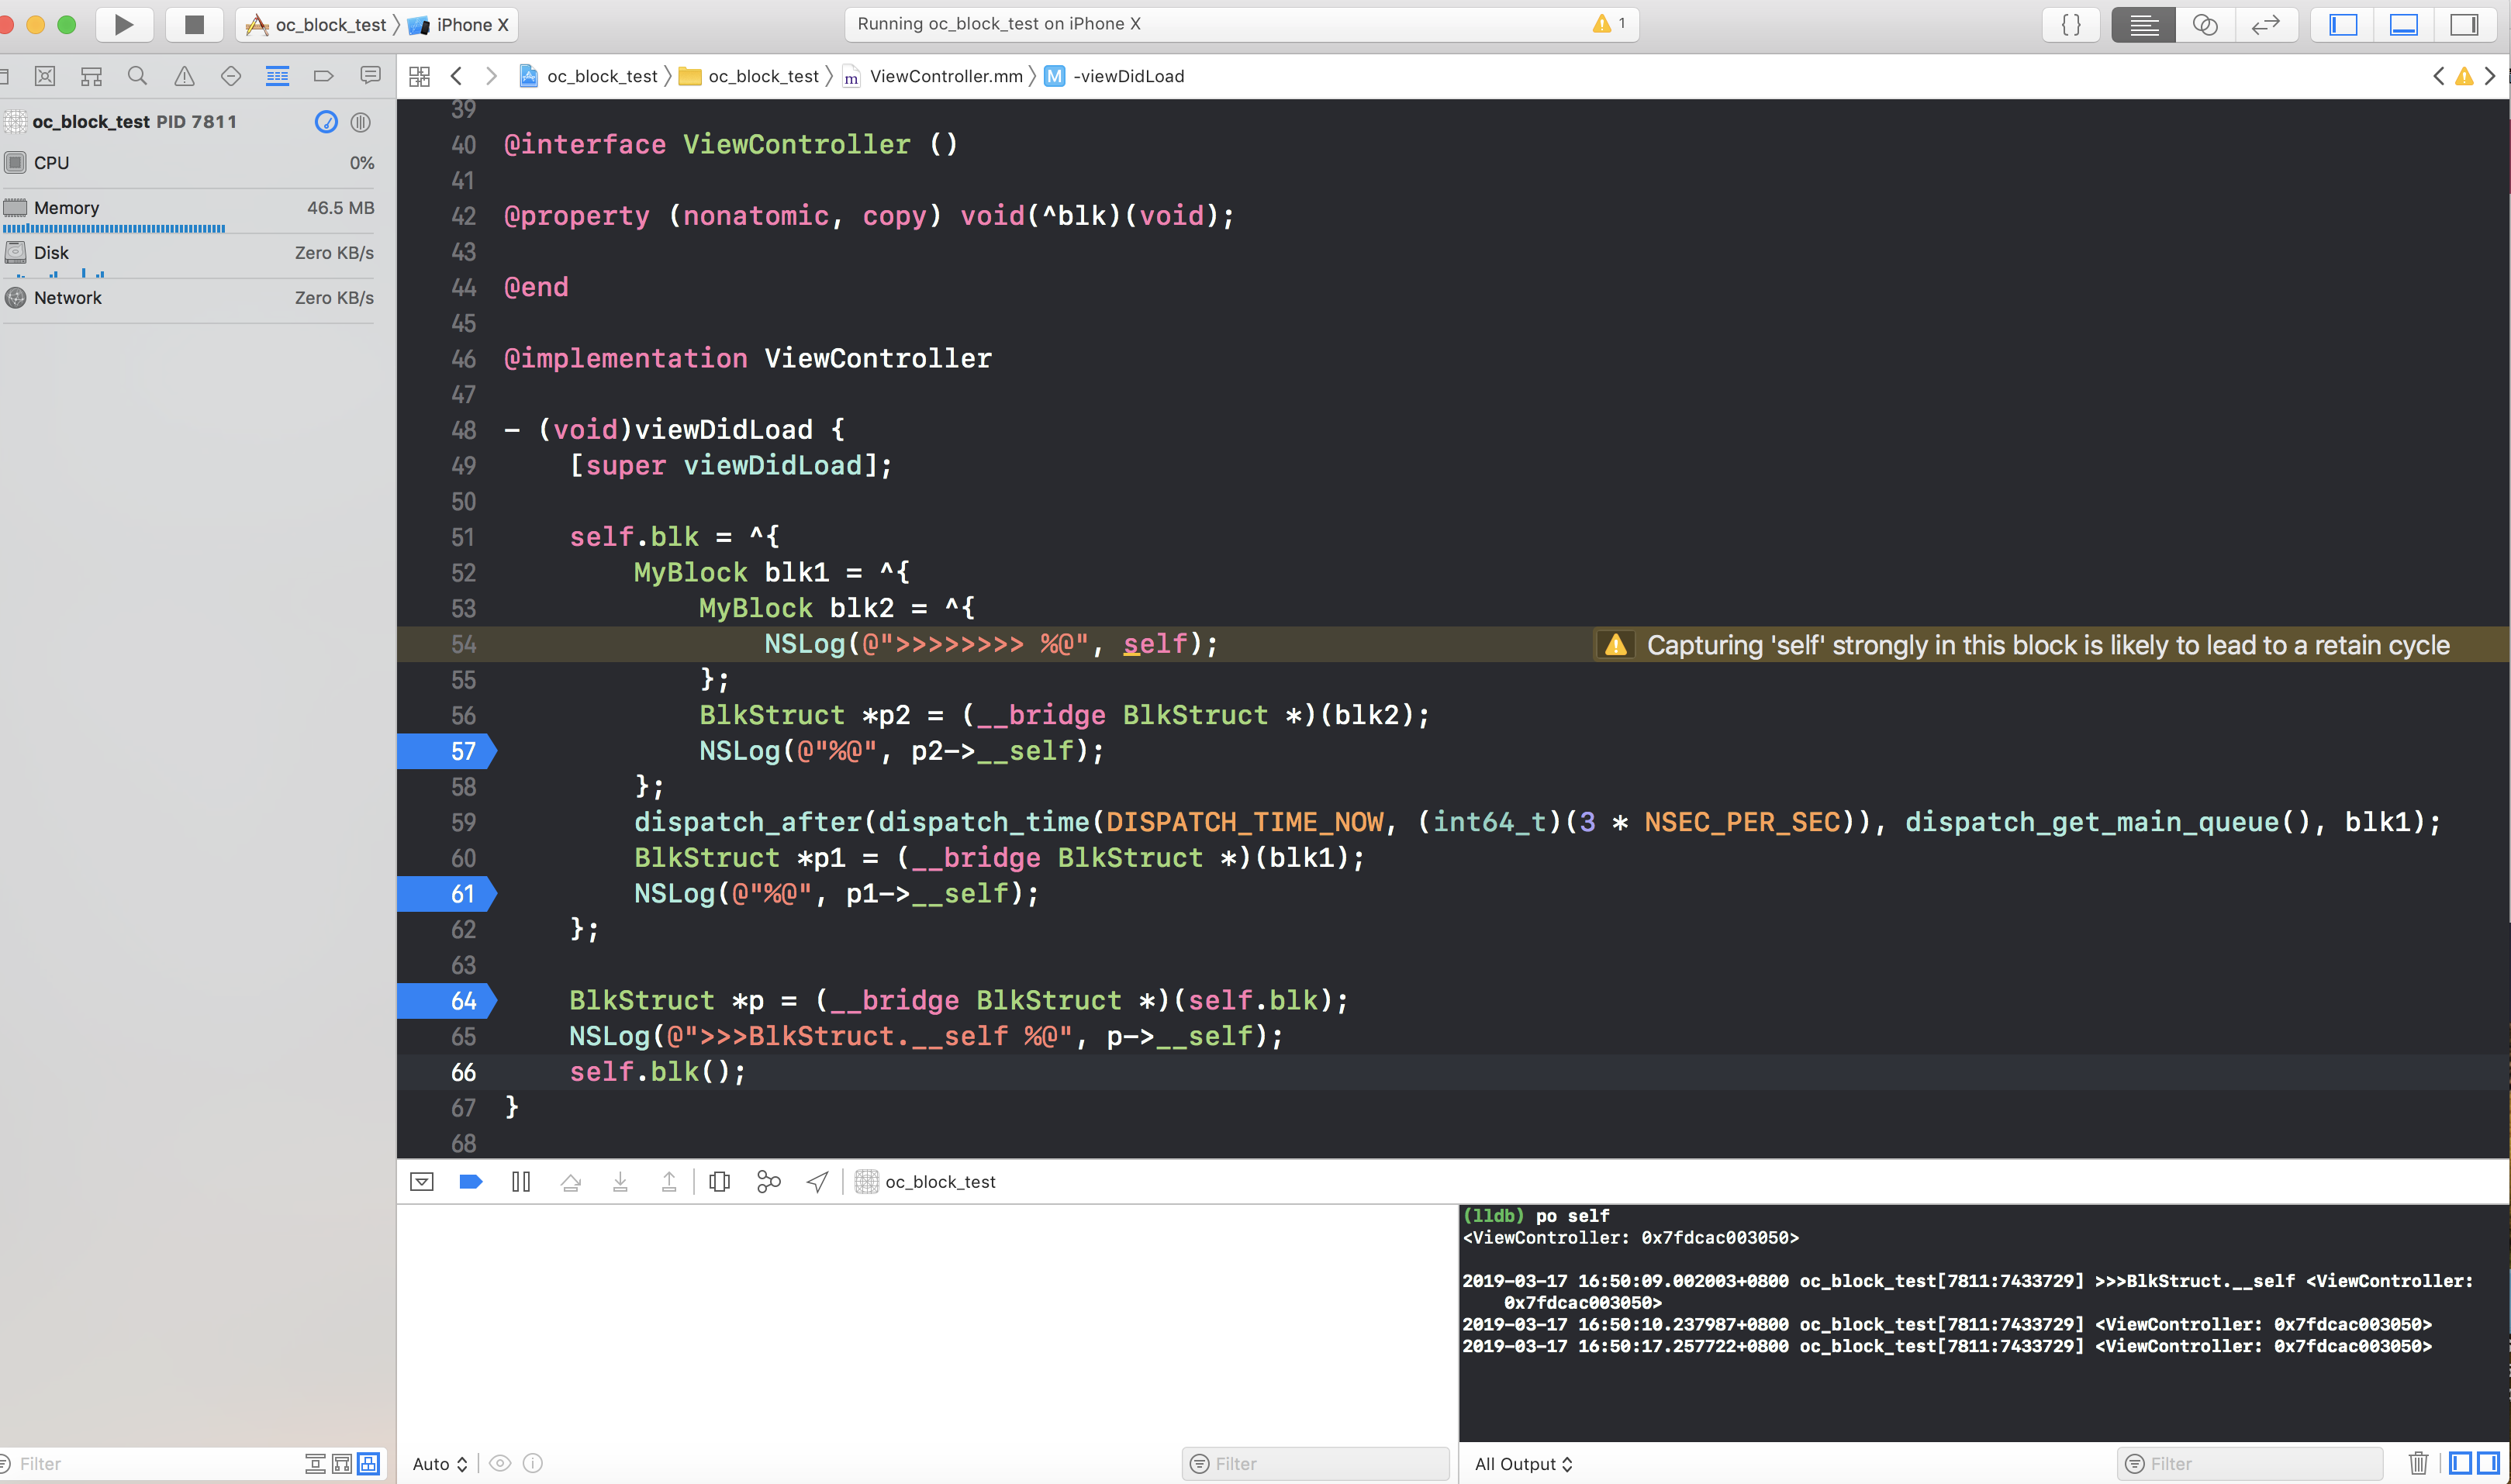 oc_block_test 〉 iPhone X
Running oc_block_test on iPhone X
1
oc_block_test 〉 oc_block_test 〉 ViewController.mm 〉 M -viewDidLoad
oc_block_test PID 7811
CPU 0%
Memory 46.5 MB
Disk Zero KB/s
Network Zero KB/s
39
40 @interface ViewController ()
41
42 @property (nonatomic, copy) void(^blk)(void);
43
44 @end
45
46 @implementation ViewController
47
48 - (void)viewDidLoad {
49     [super viewDidLoad];
50
51     self.blk = ^{
52         MyBlock blk1 = ^{
53             MyBlock blk2 = ^{
54                 NSLog(@">>>>>>>> %@", self); Capturing 'self' strongly in this block is likely to lead to a retain cycle
55             };
56             BlkStruct *p2 = (__bridge BlkStruct *)(blk2);
57             NSLog(@"%@", p2->__self);
58         };
59         dispatch_after(dispatch_time(DISPATCH_TIME_NOW, (int64_t)(3 * NSEC_PER_SEC)), dispatch_get_main_queue(), blk1);
60         BlkStruct *p1 = (__bridge BlkStruct *)(blk1);
61         NSLog(@"%@", p1->__self);
62     };
63
64     BlkStruct *p = (__bridge BlkStruct *)(self.blk);
65     NSLog(@">>>BlkStruct.__self %@", p->__self);
66     self.blk();
67 }
68
oc_block_test
(lldb) po self
<ViewController: 0x7fdcac003050>
2019-03-17 16:50:09.002003+0800 oc_block_test[7811:7433729] >>>BlkStruct.__self <ViewController:
0x7fdcac003050>
2019-03-17 16:50:10.237987+0800 oc_block_test[7811:7433729] <ViewController: 0x7fdcac003050>
2019-03-17 16:50:17.257722+0800 oc_block_test[7811:7433729] <ViewController: 0x7fdcac003050>
Filter
Auto
Filter
All Output
Filter